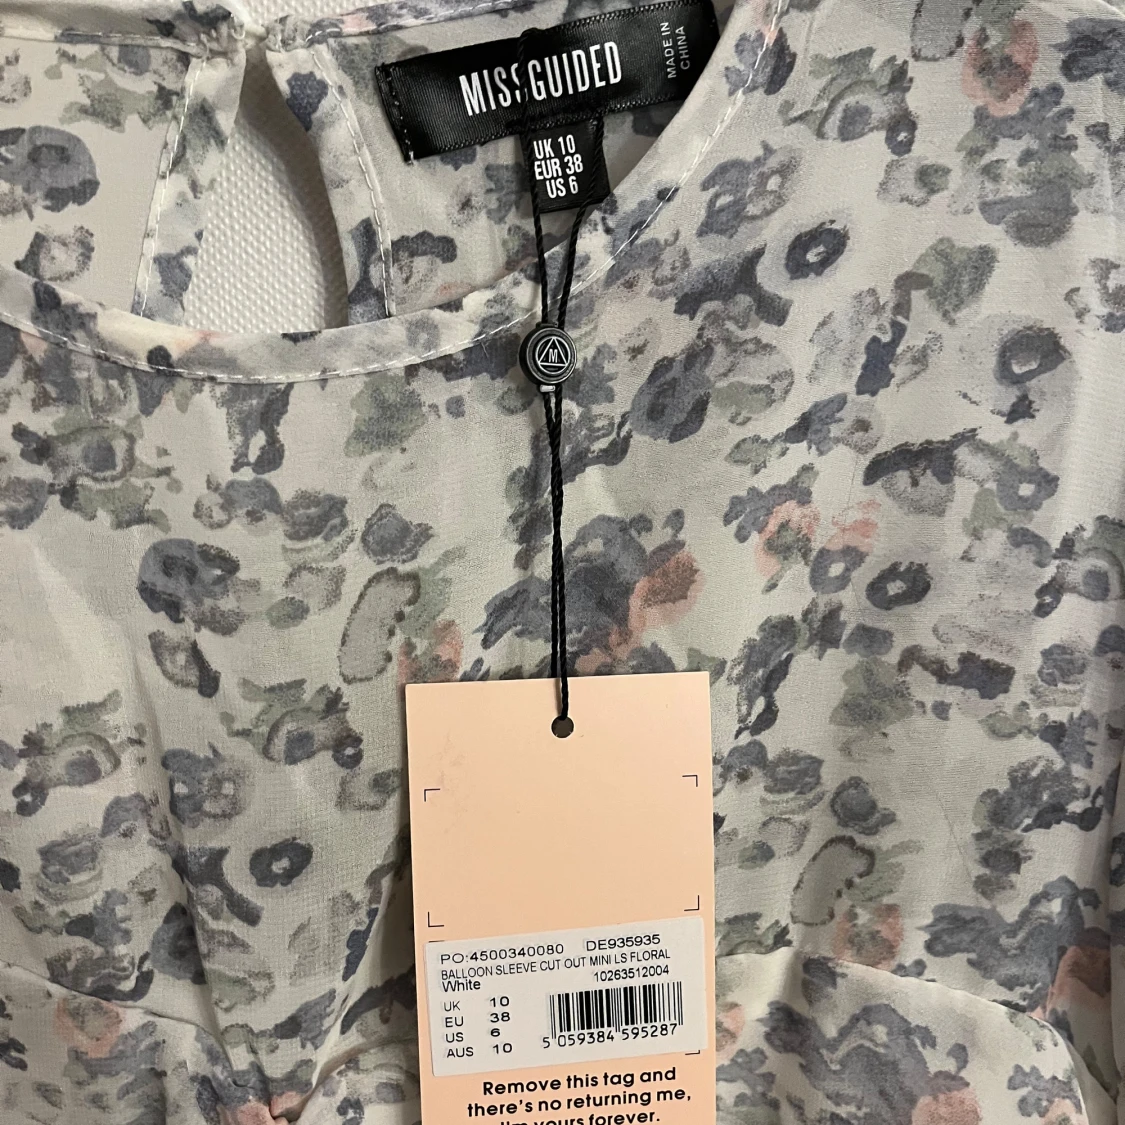 MISSGUIDED
MADE IN
CHINA
UK 10
EUR 38
US 6
M
PO:4500340080 DE935935
BALLOON SLEEVE CUT OUT MINI LS FLORAL
White 10263512004
UK 10
EU 38
US 6
AUS 10
5 059384 595287
Remove this tag and
there's no returning me,
I'm yours forever.